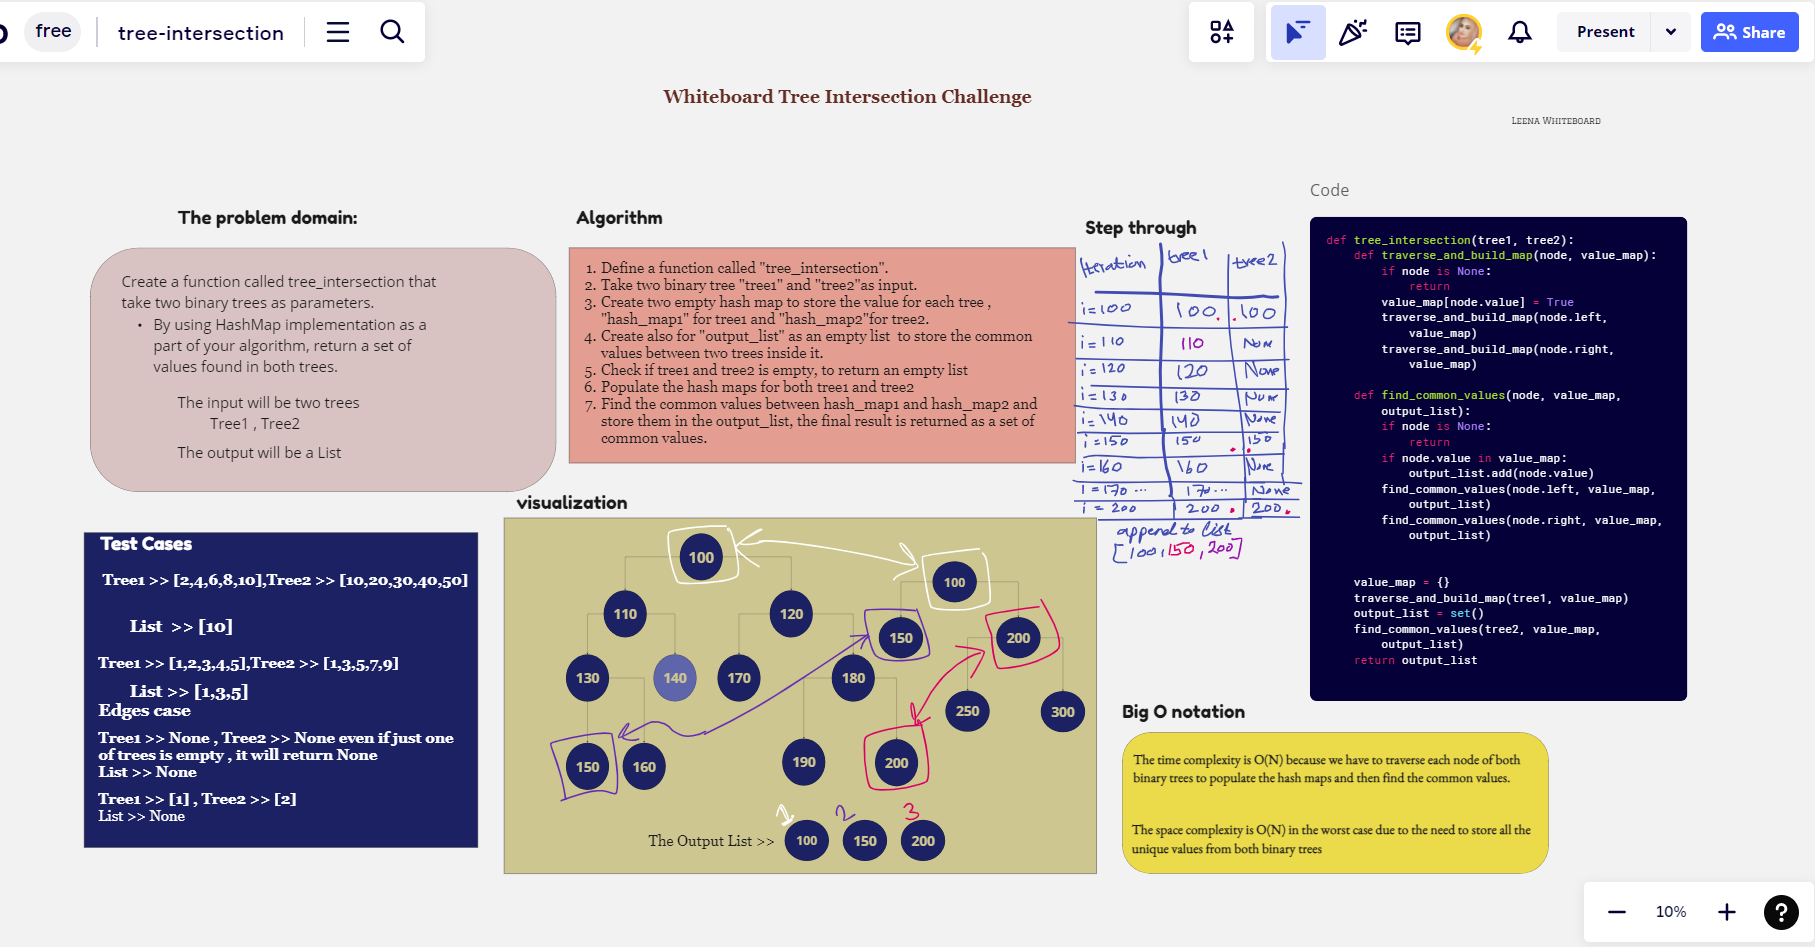 free
tree-intersection
Present
Share
Whiteboard Tree Intersection Challenge
Leena Whiteboard
The problem domain:
Create a function called tree_intersection that
take two binary trees as parameters.
• By using HashMap implementation as a
part of your algorithm, return a set of
values found in both trees.
The input will be two trees
Tree1 , Tree2
The output will be a List
Algorithm
1. Define a function called "tree_intersection".
2. Take two binary tree "tree1" and "tree2"as input.
3. Create two empty hash map to store the value for each tree ,
"hash_map1" for tree1 and "hash_map2"for tree2.
4. Create also for "output_list" as an empty list to store the common
values between two trees inside it.
5. Check if tree1 and tree2 is empty, to return an empty list
6. Populate the hash maps for both tree1 and tree2
7. Find the common values between hash_map1 and hash_map2 and
store them in the output_list, the final result is returned as a set of
common values.
Step through
Iteration tree1 tree2
i=100 100. .100
i=110 110 None
i=120 120 None
i=130 130 None
i=140 140 None
i=150 150 . .150
i=160 160 None
i=170 ... 170... None
i = 200 200 . 200.
append to list
[100,150,200]
Code
def tree_intersection(tree1, tree2):
def traverse_and_build_map(node, value_map):
if node is None:
return
value_map[node.value] = True
traverse_and_build_map(node.left,
value_map)
traverse_and_build_map(node.right,
value_map)
def find_common_values(node, value_map,
output_list):
if node is None:
return
if node.value in value_map:
output_list.add(node.value)
find_common_values(node.left, value_map,
output_list)
find_common_values(node.right, value_map,
output_list)
value_map = {}
traverse_and_build_map(tree1, value_map)
output_list = set()
find_common_values(tree2, value_map,
output_list)
return output_list
Test Cases
Tree1 >> [2,4,6,8,10],Tree2 >> [10,20,30,40,50]
List >> [10]
Tree1 >> [1,2,3,4,5],Tree2 >> [1,3,5,7,9]
List >> [1,3,5]
Edges case
Tree1 >> None , Tree2 >> None even if just one
of trees is empty , it will return None
List >> None
Tree1 >> [1] , Tree2 >> [2]
List >> None
visualization
100
100
110 120
150 200
130 140 170 180
250 300
150 160 190 200
1 2 3
The Output List >> 100 150 200
Big O notation
The time complexity is O(N) because we have to traverse each node of both
binary trees to populate the hash maps and then find the common values.
The space complexity is O(N) in the worst case due to the need to store all the
unique values from both binary trees
10%
?